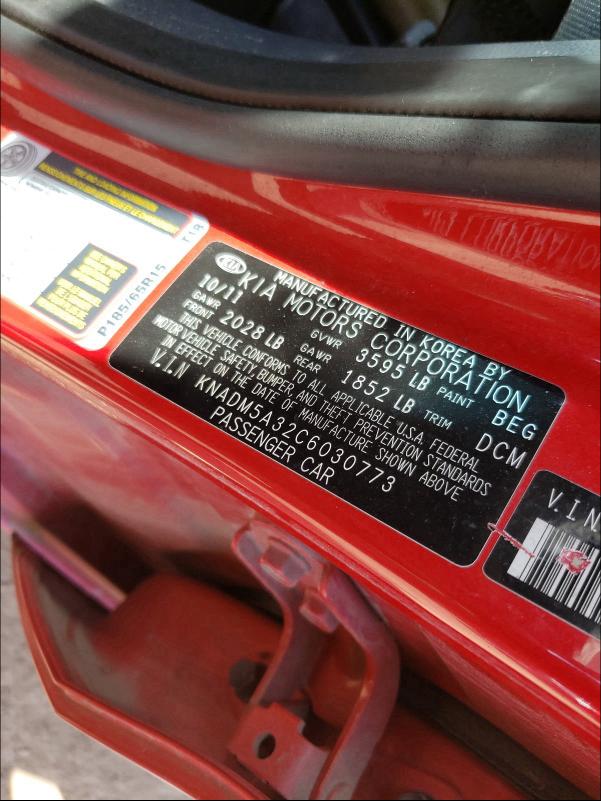 P185/65R15
T1R
KIA
MANUFACTURED IN KOREA BY
KIA MOTORS CORPORATION
10/11 GVWR 3595 LB PAINT BEG
GAWR FRONT 2028 LB GAWR REAR 1852 LB TRIM DCM
THIS VEHICLE CONFORMS TO ALL APPLICABLE U.S.A. FEDERAL
MOTOR VEHICLE SAFETY, BUMPER, AND THEFT PREVENTION STANDARDS
IN EFFECT ON THE DATE OF MANUFACTURE SHOWN ABOVE
V.I.N KNADM5A32C6030773
PASSENGER CAR
V.I.N